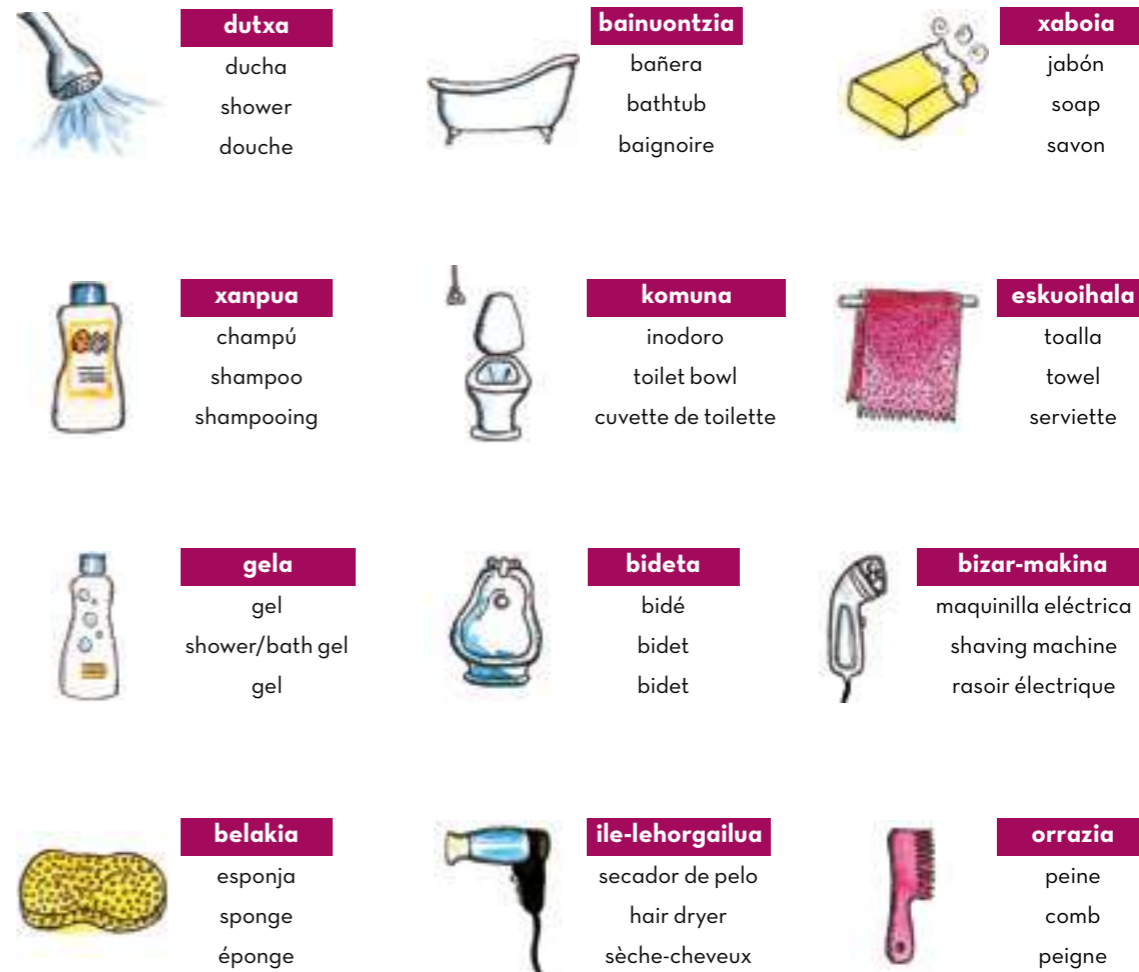 dutxa
ducha
shower
douche
bainuontzia
bañera
bathtub
baignoire
xaboia
jabón
soap
savon
xanpua
champú
shampoo
shampooing
komuna
inodoro
toilet bowl
cuvette de toilette
eskuoihala
toalla
towel
serviette
gela
gel
shower/bath gel
gel
bideta
bidé
bidet
bidet
bizar-makina
maquinilla eléctrica
shaving machine
rasoir électrique
belakia
esponja
sponge
éponge
ile-lehorgailua
secador de pelo
hair dryer
sèche-cheveux
orrazia
peine
comb
peigne